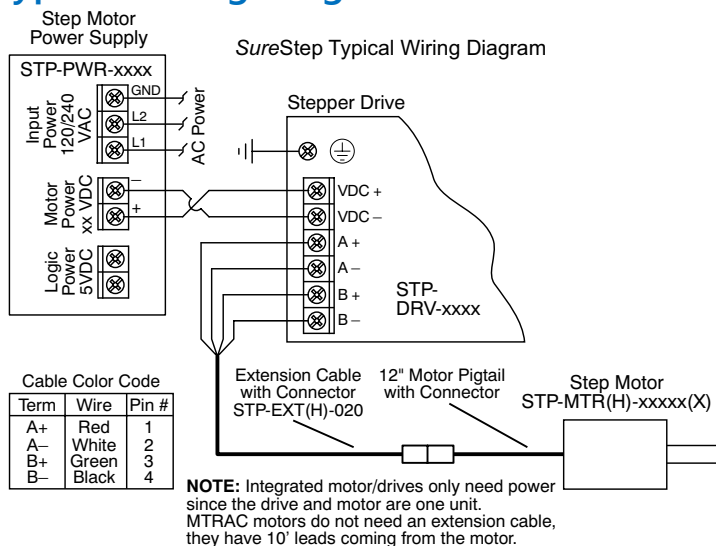 Step Motor
Power Supply
SureStep Typical Wiring Diagram
STP-PWR-xxxx
Input
Power
120/240
VAC
GND
L2
L1
AC Power
Motor
Power
xx VDC
–
+
Logic
Power
5VDC
Stepper Drive
VDC +
VDC –
A +
A –
B +
B –
STP-
DRV-xxxx
Cable Color Code
Term Wire Pin #
A+ Red 1
A– White 2
B+ Green 3
B– Black 4
Extension Cable
with Connector
STP-EXT(H)-020
12" Motor Pigtail
with Connector
Step Motor
STP-MTR(H)-xxxxx(X)
NOTE: Integrated motor/drives only need power
since the drive and motor are one unit.
MTRAC motors do not need an extension cable,
they have 10' leads coming from the motor.